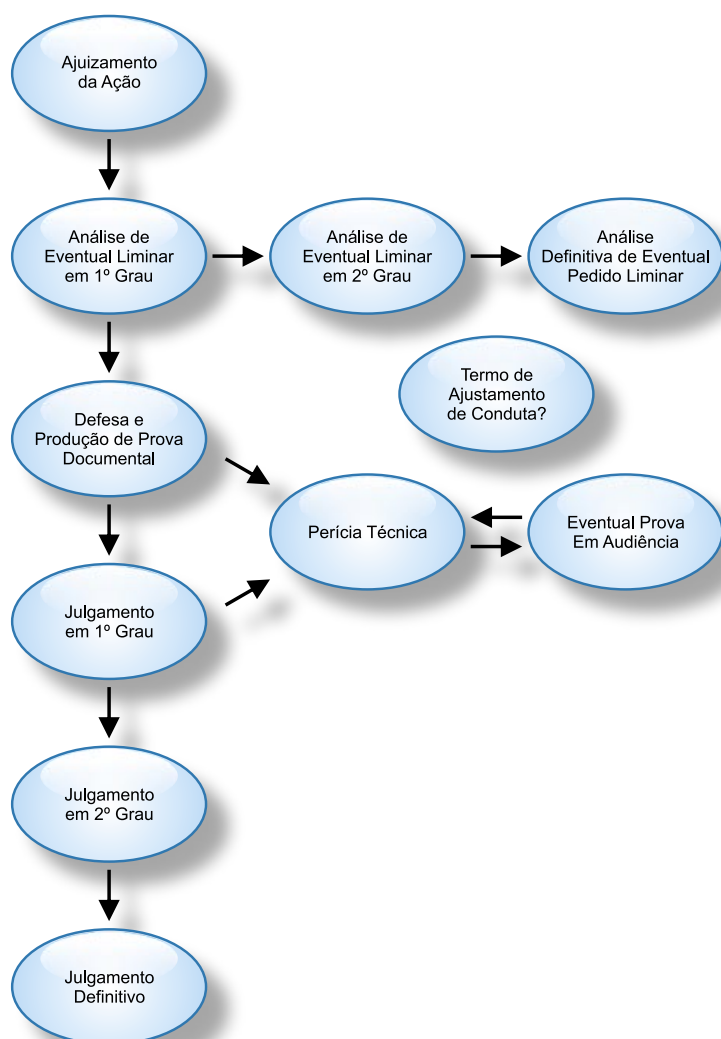 Ajuizamento
da Ação
Análise de
Eventual Liminar
em 1º Grau
Análise de
Eventual Liminar
em 2º Grau
Análise
Definitiva de Eventual
Pedido Liminar
Termo de
Ajustamento
de Conduta?
Defesa e
Produção de Prova
Documental
Perícia Técnica
Eventual Prova
Em Audiência
Julgamento
em 1º Grau
Julgamento
em 2º Grau
Julgamento
Definitivo